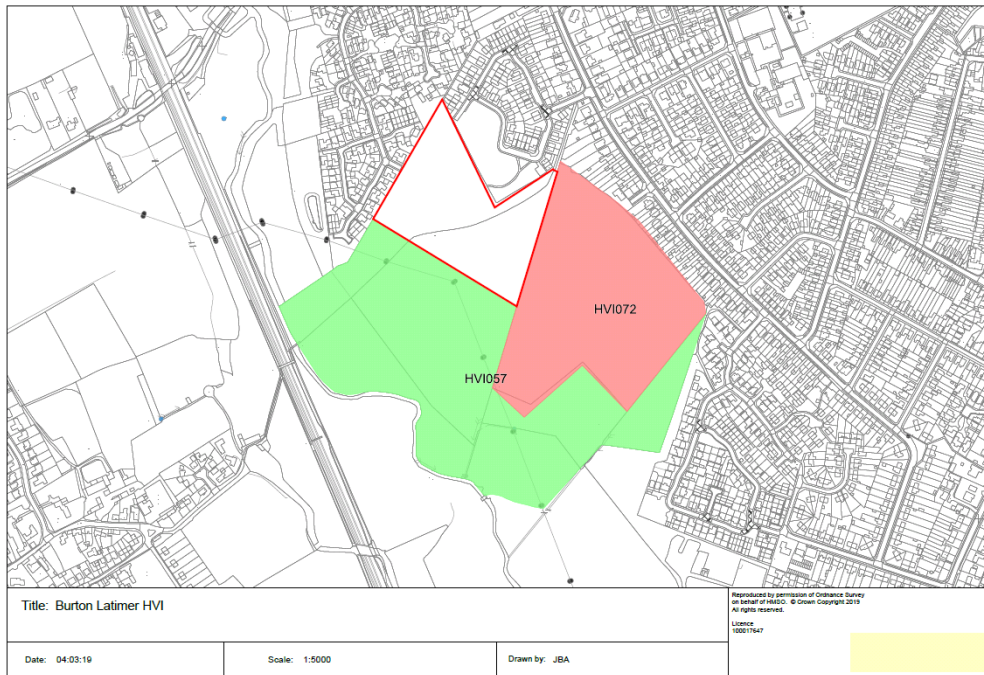 HVI072
HVI057
Title: Burton Latimer HVI
Date: 04:03:19
Scale: 1:5000
Drawn by: JBA
Reproduced by permission of Ordnance Survey
on behalf of HMSO. © Crown Copyright 2019
All rights reserved.
Licence
100017647